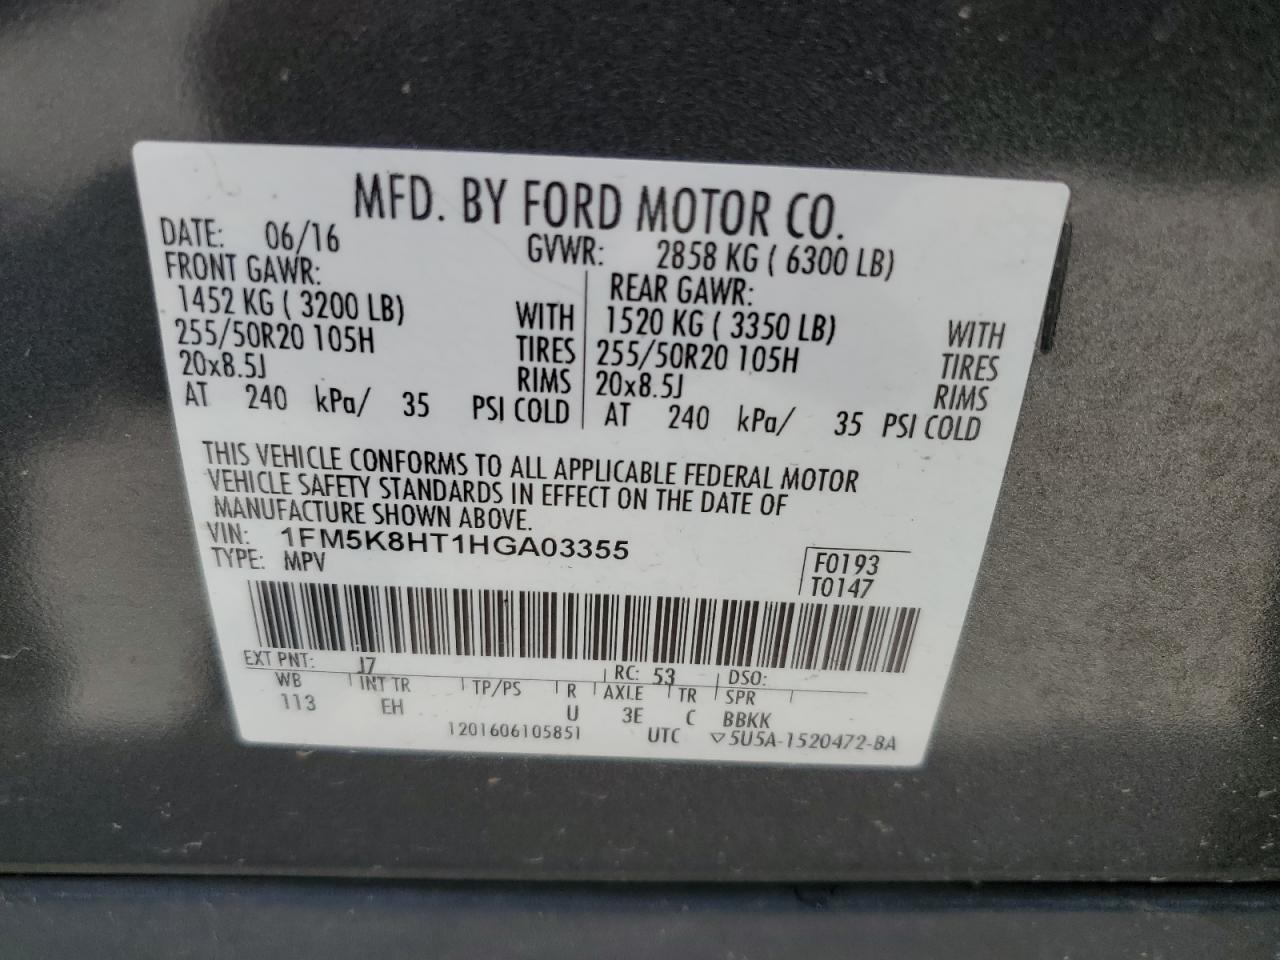 MFD. BY FORD MOTOR CO.
DATE: 06/16 GVWR: 2858 KG ( 6300 LB)
FRONT GAWR: REAR GAWR:
1452 KG ( 3200 LB) WITH 1520 KG ( 3350 LB) WITH
255/50R20 105H TIRES 255/50R20 105H TIRES
20x8.5J RIMS 20x8.5J RIMS
AT 240 kPa/ 35 PSI COLD AT 240 kPa/ 35 PSI COLD
THIS VEHICLE CONFORMS TO ALL APPLICABLE FEDERAL MOTOR
VEHICLE SAFETY STANDARDS IN EFFECT ON THE DATE OF
MANUFACTURE SHOWN ABOVE.
VIN: 1FM5K8HT1HGA03355
TYPE: MPV
F0193
T0147
EXT PNT: J7 RC: 53 DSO:
WB INT TR TP/PS R AXLE TR SPR
113 EH U 3E C BBKK
1201606105851 UTC ▽5U5A-1520472-BA